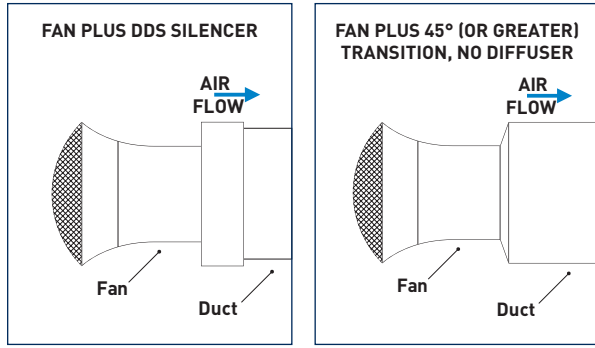 FAN PLUS DDS SILENCER
AIR
FLOW
Fan
Duct
FAN PLUS 45° (OR GREATER)
TRANSITION, NO DIFFUSER
AIR
FLOW
Fan
Duct